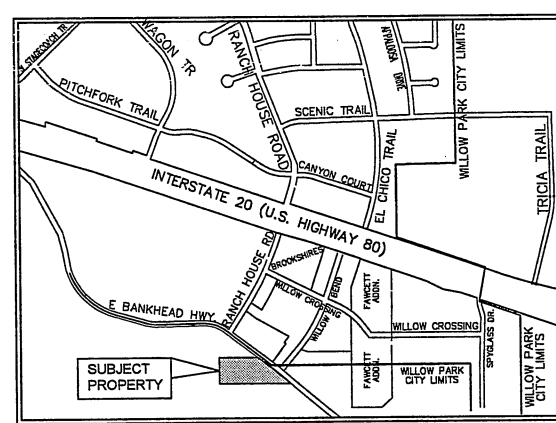 N STAGECOACH TR
WAGON TR
PITCHFORK TRAIL
RANCH HOUSE ROAD
SCENIC TRAIL
DRIVE
WILLOW PARK CITY LIMITS
CANYON COURT
EL CHICO TRAIL
TRICIA TRAIL
INTERSTATE 20 (U.S. HIGHWAY 80)
RANCH HOUSE RD
BROOKSHIRES
WILLOW CROSSING
WILLOW BEND
FAWCETT
ADDN.
E BANKHEAD HWY
WILLOW CROSSING
SPYGLASS DR.
SUBJECT
PROPERTY
FAWCETT
ADDN.
WILLOW PARK
CITY LIMITS
WILLOW PARK
CITY LIMITS